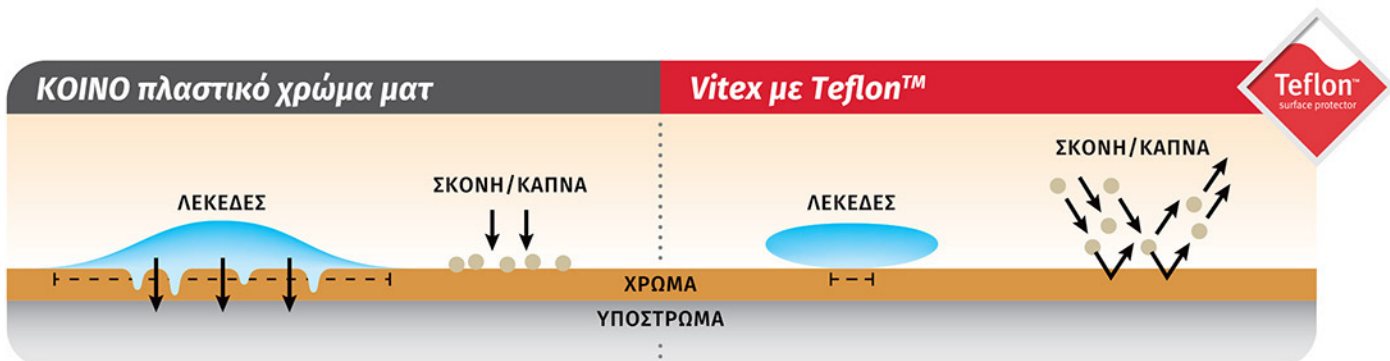 ΚΟΙΝΟ πλαστικό χρώμα ματ
Vitex με Teflon™
Teflon™
surface protector
ΛΕΚΕΔΕΣ
ΣΚΟΝΗ/ΚΑΠΝΑ
ΛΕΚΕΔΕΣ
ΣΚΟΝΗ/ΚΑΠΝΑ
ΧΡΩΜΑ
ΥΠΟΣΤΡΩΜΑ